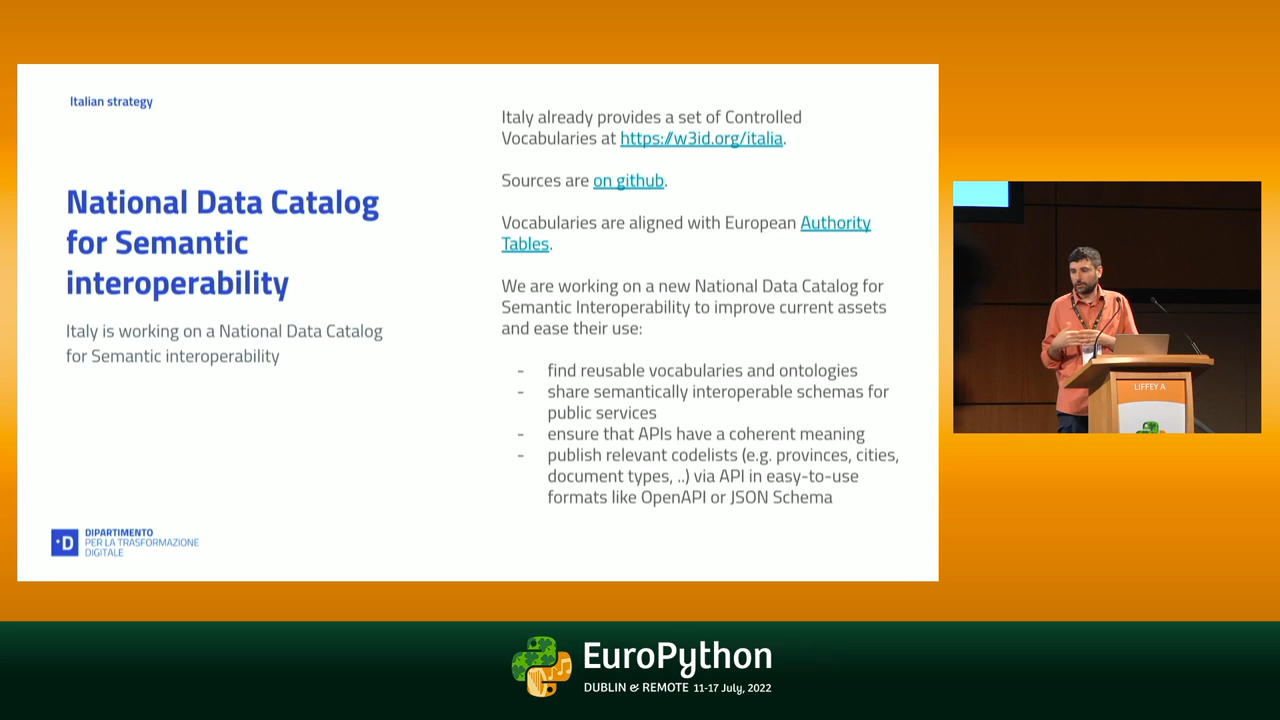 Italian strategy
National Data Catalog
for Semantic
interoperability
Italy is working on a National Data Catalog
for Semantic interoperability
DIPARTIMENTO
PER LA TRASFORMAZIONE
DIGITALE
Italy already provides a set of Controlled
Vocabularies at https://w3id.org/italia.
Sources are on github.
Vocabularies are aligned with European Authority
Tables.
We are working on a new National Data Catalog for
Semantic Interoperability to improve current assets
and ease their use:
- find reusable vocabularies and ontologies
- share semantically interoperable schemas for
public services
- ensure that APIs have a coherent meaning
- publish relevant codelists (e.g. provinces, cities,
document types, ..) via API in easy-to-use
formats like OpenAPI or JSON Schema
LIFFEY A
EuroPython
DUBLIN & REMOTE 11-17 July, 2022